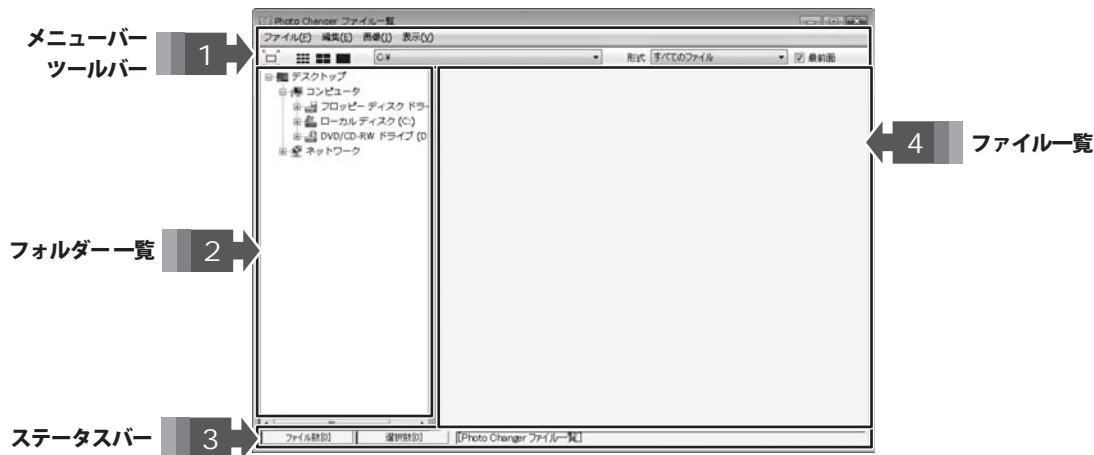 Photo Changer ファイル一覧
ファイル(F) 編集(E) 画像(I) 表示(V)
C:¥ 形式 すべてのファイル 最前面
メニューバー
ツールバー
1
デスクトップ
コンピュータ
フロッピー ディスク ドラ
ローカル ディスク (C:)
DVD/CD-RW ドライブ (D
ネットワーク
4
ファイル一覧
フォルダー一覧
2
ステータスバー
3
ファイル数[0] 選択数[0] [Photo Changer ファイル一覧]